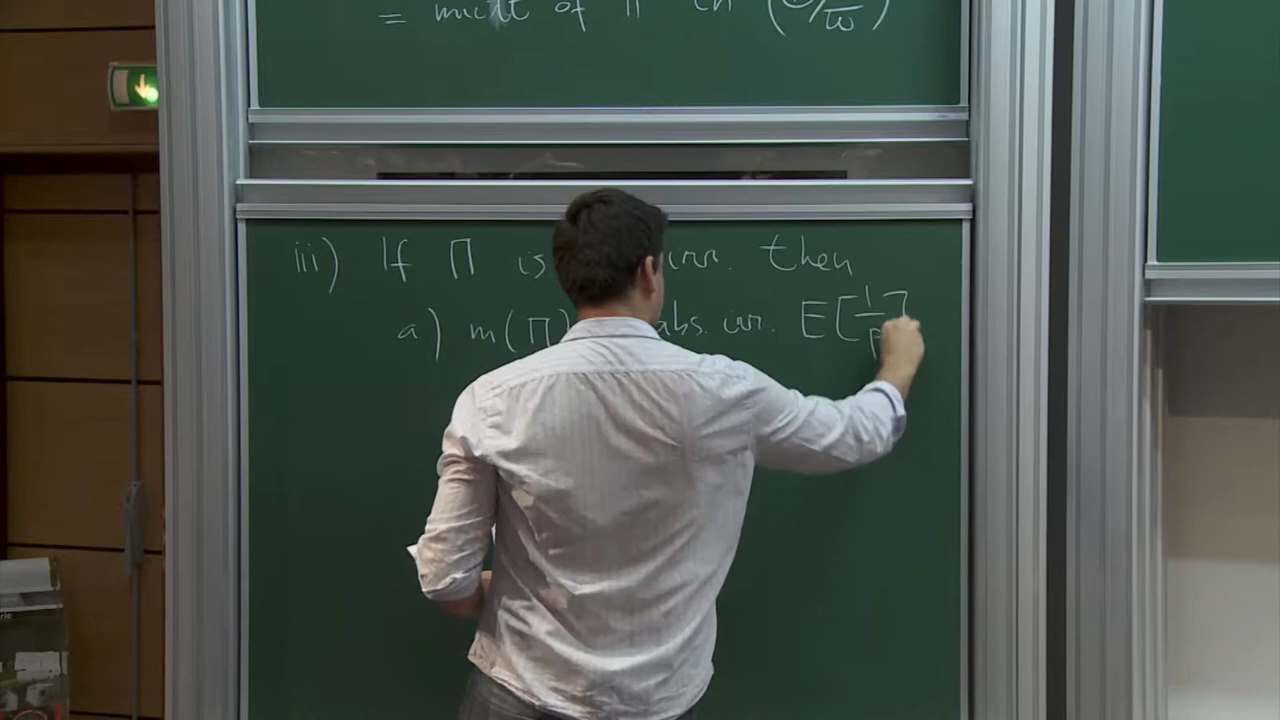 = mult of Π in (O/ϖ)
iii) If Π is irr. then
a) m(Π) abs. irr. E[1/p]